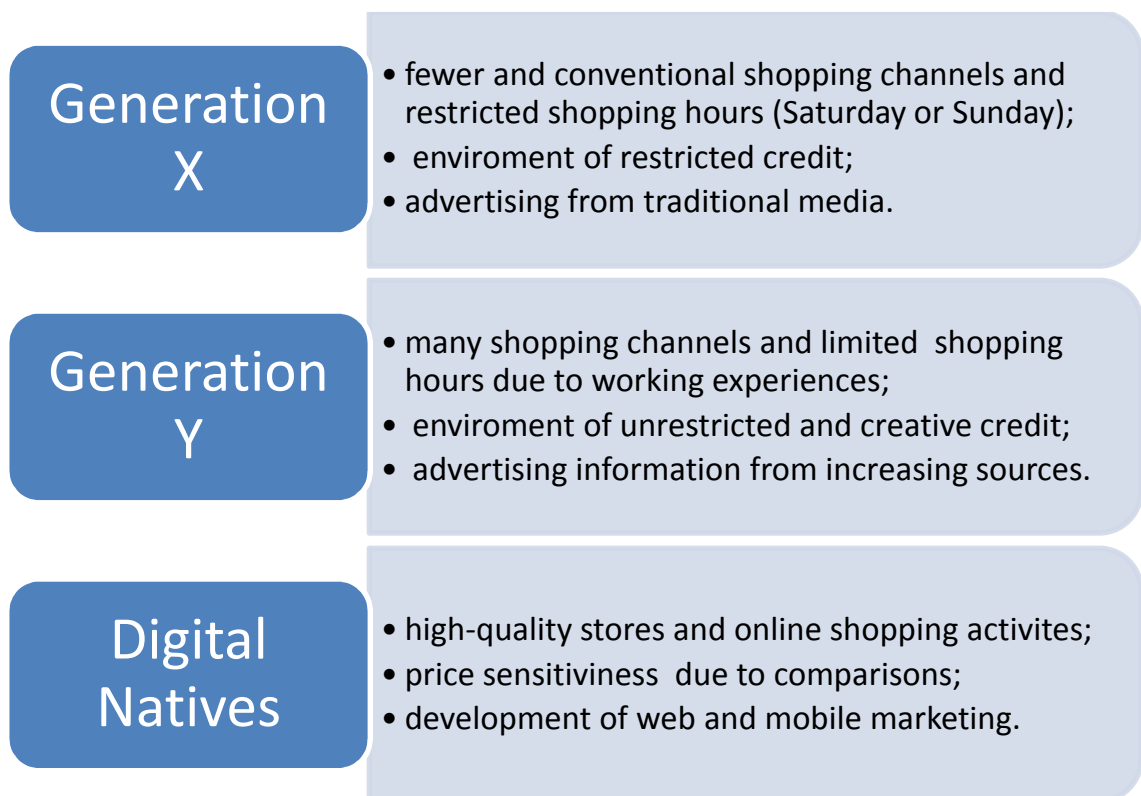 Generation
X
• fewer and conventional shopping channels and
restricted shopping hours (Saturday or Sunday);
• enviroment of restricted credit;
• advertising from traditional media.
Generation
Y
• many shopping channels and limited  shopping
hours due to working experiences;
• enviroment of unrestricted and creative credit;
• advertising information from increasing sources.
Digital
Natives
• high-quality stores and online shopping activites;
• price sensitiviness  due to comparisons;
• development of web and mobile marketing.